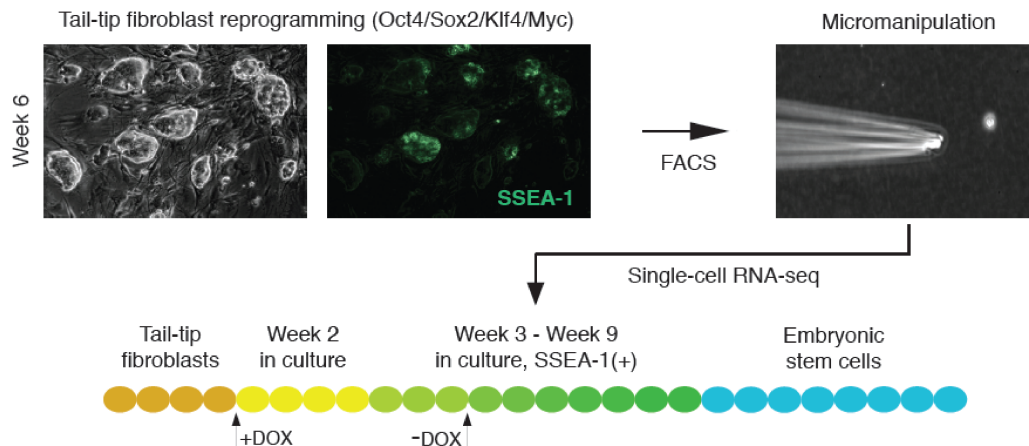 Tail-tip fibroblast reprogramming (Oct4/Sox2/Klf4/Myc)
Micromanipulation
Week 6
SSEA-1
FACS
Single-cell RNA-seq
Tail-tip
fibroblasts
Week 2
in culture
Week 3 - Week 9
in culture, SSEA-1(+)
Embryonic
stem cells
+DOX
-DOX